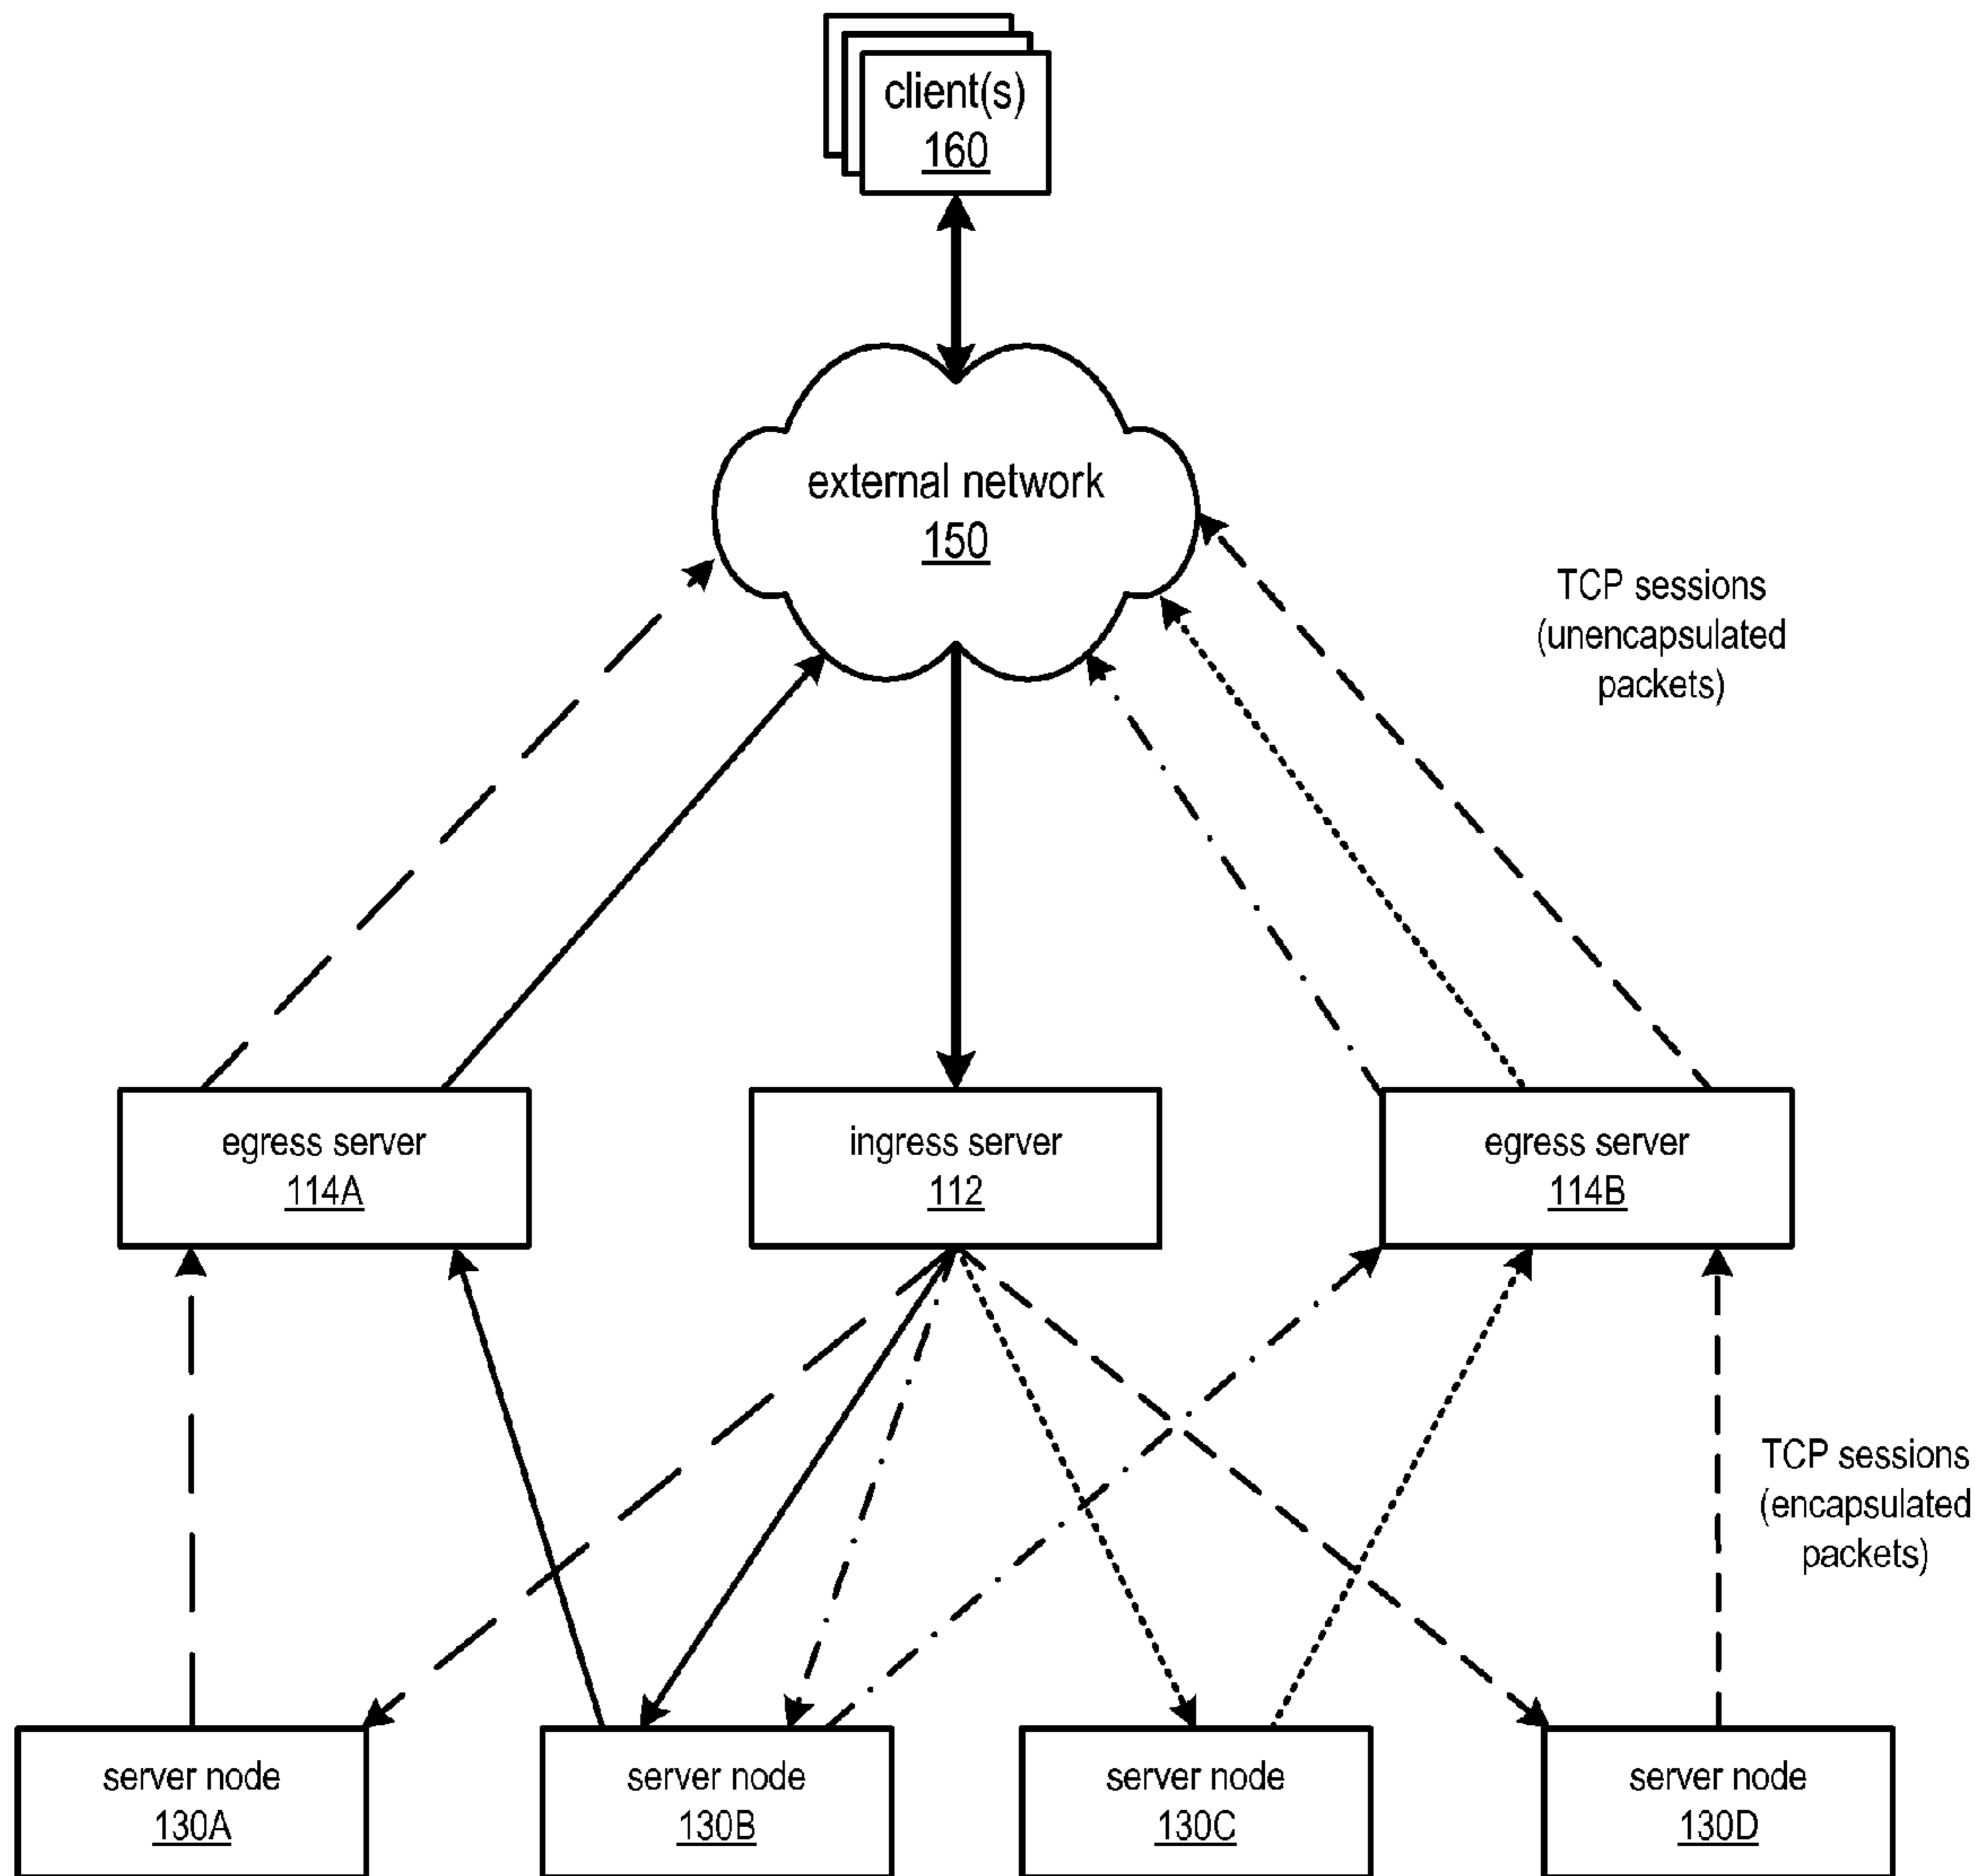 client(s)
160
external network
150
TCP sessions
(unencapsulated
packets)
egress server
114A
ingress server
112
egress server
114B
TCP sessions
(encapsulated
packets)
server node
130A
server node
130B
server node
130C
server node
130D